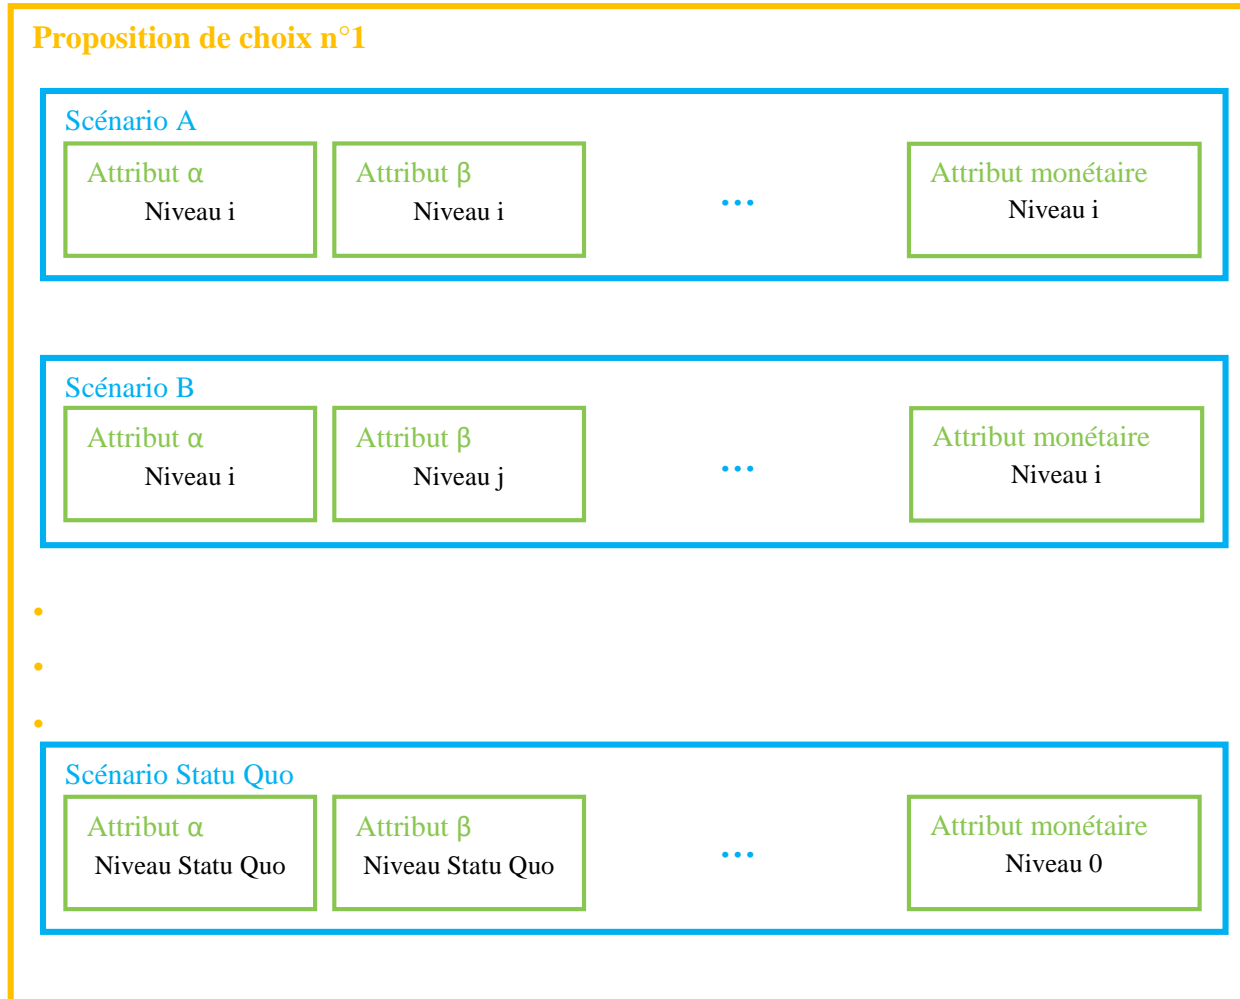 Proposition de choix n°1
Scénario A
Attribut α
Niveau i
Attribut β
Niveau i
...
Attribut monétaire
Niveau i
Scénario B
Attribut α
Niveau i
Attribut β
Niveau j
...
Attribut monétaire
Niveau i
•
•
•
Scénario Statu Quo
Attribut α
Niveau Statu Quo
Attribut β
Niveau Statu Quo
...
Attribut monétaire
Niveau 0